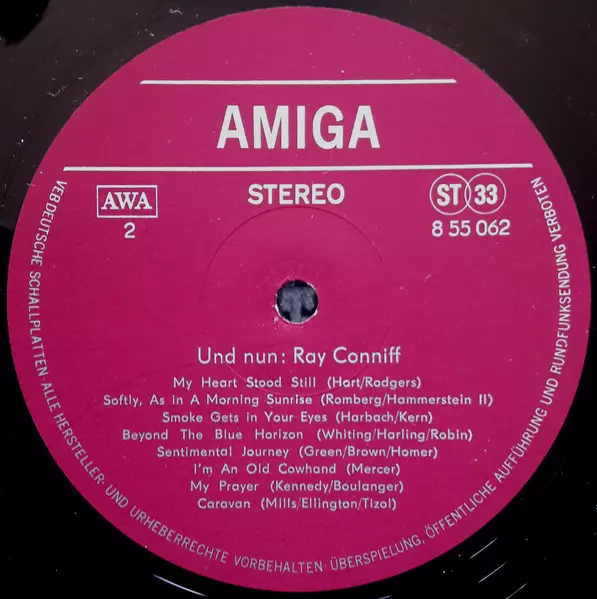 AMIGA
AWA
STEREO
ST 33
2
8 55 062
Und nun: Ray Conniff
My Heart Stood Still (Hart/Rodgers)
Softly, As in A Morning Sunrise (Romberg/Hammerstein II)
Smoke Gets in Your Eyes (Harbach/Kern)
Beyond The Blue Horizon (Whiting/Harling/Robin)
Sentimental Journey (Green/Brown/Homer)
I'm An Old Cowhand (Mercer)
My Prayer (Kennedy/Boulanger)
Caravan (Mills/Ellington/Tizol)
VEB DEUTSCHE SCHALLPLATTEN · ALLE HERSTELLER- UND URHEBERRECHTE VORBEHALTEN · ÜBERSPIELUNG, ÖFFENTLICHE AUFFÜHRUNG UND RUNDFUNKSENDUNG VERBOTEN